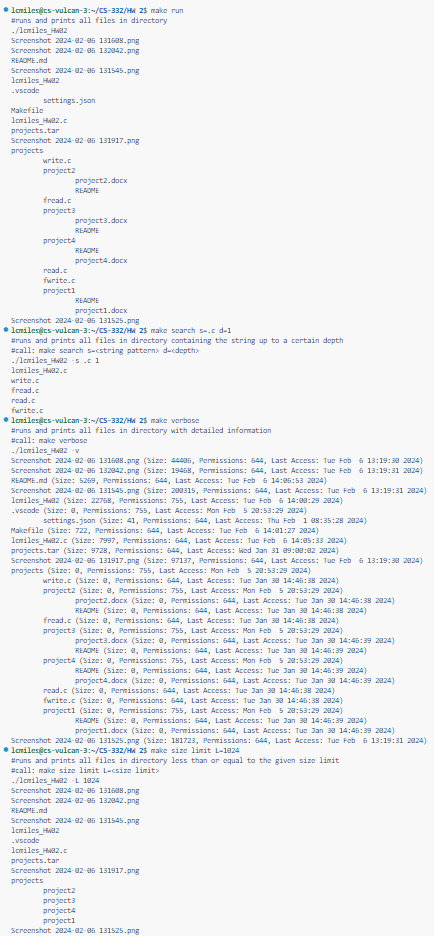 lcmiles@cs-vulcan-3:~/CS-332/HW 2$ make run
#runs and prints all files in directory
./lcmiles_HW02
Screenshot 2024-02-06 131608.png
Screenshot 2024-02-06 132042.png
README.md
Screenshot 2024-02-06 131545.png
lcmiles_HW02
.vscode
settings.json
Makefile
lcmiles_HW02.c
projects.tar
Screenshot 2024-02-06 131917.png
projects
write.c
project2
project2.docx
README
fread.c
project3
project3.docx
README
project4
README
project4.docx
read.c
fwrite.c
project1
README
project1.docx
Screenshot 2024-02-06 131525.png
lcmiles@cs-vulcan-3:~/CS-332/HW 2$ make search s=.c d=1
#runs and prints all files in directory containing the string up to a certain depth
#call: make search s=<string pattern> d=<depth>
./lcmiles_HW02 -s .c 1
lcmiles_HW02.c
write.c
fread.c
read.c
fwrite.c
lcmiles@cs-vulcan-3:~/CS-332/HW 2$ make verbose
#runs and prints all files in directory with detailed information
#call: make verbose
./lcmiles_HW02 -v
Screenshot 2024-02-06 131608.png (Size: 44406, Permissions: 644, Last Access: Tue Feb  6 13:19:30 2024)
Screenshot 2024-02-06 132042.png (Size: 19468, Permissions: 644, Last Access: Tue Feb  6 13:19:31 2024)
README.md (Size: 5269, Permissions: 644, Last Access: Tue Feb  6 14:06:53 2024)
Screenshot 2024-02-06 131545.png (Size: 200315, Permissions: 644, Last Access: Tue Feb  6 13:19:31 2024)
lcmiles_HW02 (Size: 22768, Permissions: 755, Last Access: Tue Feb  6 14:00:29 2024)
.vscode (Size: 0, Permissions: 755, Last Access: Mon Feb  5 20:53:29 2024)
settings.json (Size: 41, Permissions: 644, Last Access: Thu Feb  1 08:35:28 2024)
Makefile (Size: 722, Permissions: 644, Last Access: Tue Feb  6 14:01:27 2024)
lcmiles_HW02.c (Size: 7997, Permissions: 644, Last Access: Tue Feb  6 14:05:33 2024)
projects.tar (Size: 9728, Permissions: 644, Last Access: Wed Jan 31 09:00:02 2024)
Screenshot 2024-02-06 131917.png (Size: 97137, Permissions: 644, Last Access: Tue Feb  6 13:19:30 2024)
projects (Size: 0, Permissions: 755, Last Access: Mon Feb  5 20:53:29 2024)
write.c (Size: 0, Permissions: 644, Last Access: Tue Jan 30 14:46:38 2024)
project2 (Size: 0, Permissions: 755, Last Access: Mon Feb  5 20:53:29 2024)
project2.docx (Size: 0, Permissions: 644, Last Access: Tue Jan 30 14:46:38 2024)
README (Size: 0, Permissions: 644, Last Access: Tue Jan 30 14:46:38 2024)
fread.c (Size: 0, Permissions: 644, Last Access: Tue Jan 30 14:46:38 2024)
project3 (Size: 0, Permissions: 755, Last Access: Mon Feb  5 20:53:29 2024)
project3.docx (Size: 0, Permissions: 644, Last Access: Tue Jan 30 14:46:39 2024)
README (Size: 0, Permissions: 644, Last Access: Tue Jan 30 14:46:39 2024)
project4 (Size: 0, Permissions: 755, Last Access: Mon Feb  5 20:53:29 2024)
README (Size: 0, Permissions: 644, Last Access: Tue Jan 30 14:46:39 2024)
project4.docx (Size: 0, Permissions: 644, Last Access: Tue Jan 30 14:46:39 2024)
read.c (Size: 0, Permissions: 644, Last Access: Tue Jan 30 14:46:38 2024)
fwrite.c (Size: 0, Permissions: 644, Last Access: Tue Jan 30 14:46:38 2024)
project1 (Size: 0, Permissions: 755, Last Access: Mon Feb  5 20:53:29 2024)
README (Size: 0, Permissions: 644, Last Access: Tue Jan 30 14:46:39 2024)
project1.docx (Size: 0, Permissions: 644, Last Access: Tue Jan 30 14:46:39 2024)
Screenshot 2024-02-06 131525.png (Size: 181723, Permissions: 644, Last Access: Tue Feb  6 13:19:31 2024)
lcmiles@cs-vulcan-3:~/CS-332/HW 2$ make size limit L=1024
#runs and prints all files in directory less than or equal to the given size limit
#call: make size limit L=<size limit>
./lcmiles_HW02 -L 1024
Screenshot 2024-02-06 131608.png
Screenshot 2024-02-06 132042.png
README.md
Screenshot 2024-02-06 131545.png
lcmiles_HW02
.vscode
lcmiles_HW02.c
projects.tar
Screenshot 2024-02-06 131917.png
projects
project2
project3
project4
project1
Screenshot 2024-02-06 131525.png